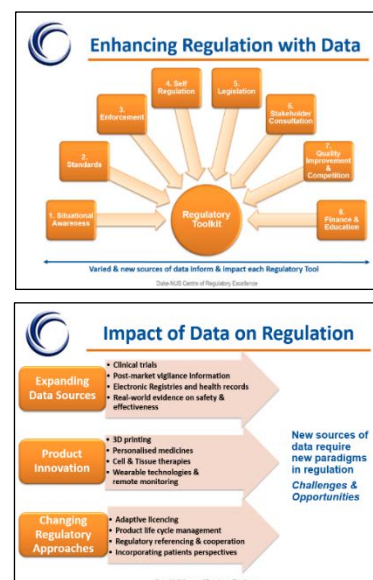 Enhancing Regulation with Data
1. Situational
Awareness
2.
Standards
3.
Enforcement
4. Self
Regulation
5.
Legislation
6.
Stakeholder
Consultation
7.
Quality
Improvement
&
Competition
8.
Finance &
Education
Regulatory
Toolkit
Varied & new sources of data inform & impact each Regulatory Tool
Duke-NUS Centre of Regulatory Excellence
Impact of Data on Regulation
Expanding
Data Sources
• Clinical trials
• Post-market vigilance information
• Electronic Registries and health records
• Real-world evidence on safety &
effectiveness
Product
Innovation
• 3D printing
• Personalised medicines
• Cell & Tissue therapies
• Wearable technologies &
remote monitoring
Changing
Regulatory
Approaches
• Adaptive licencing
• Product life cycle management
• Regulatory referencing & cooperation
• Incorporating patients perspectives
New sources of
data require
new paradigms
in regulation
Challenges &
Opportunities